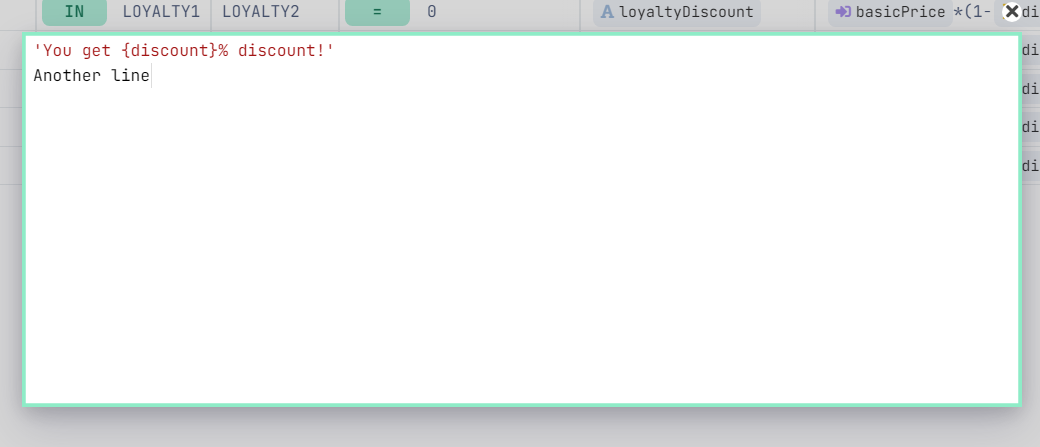 IN LOYALTY1 LOYALTY2 = 0 A loyaltyDiscount basicPrice *(1- di
'You get {discount}% discount!' di
Another line di
di
di